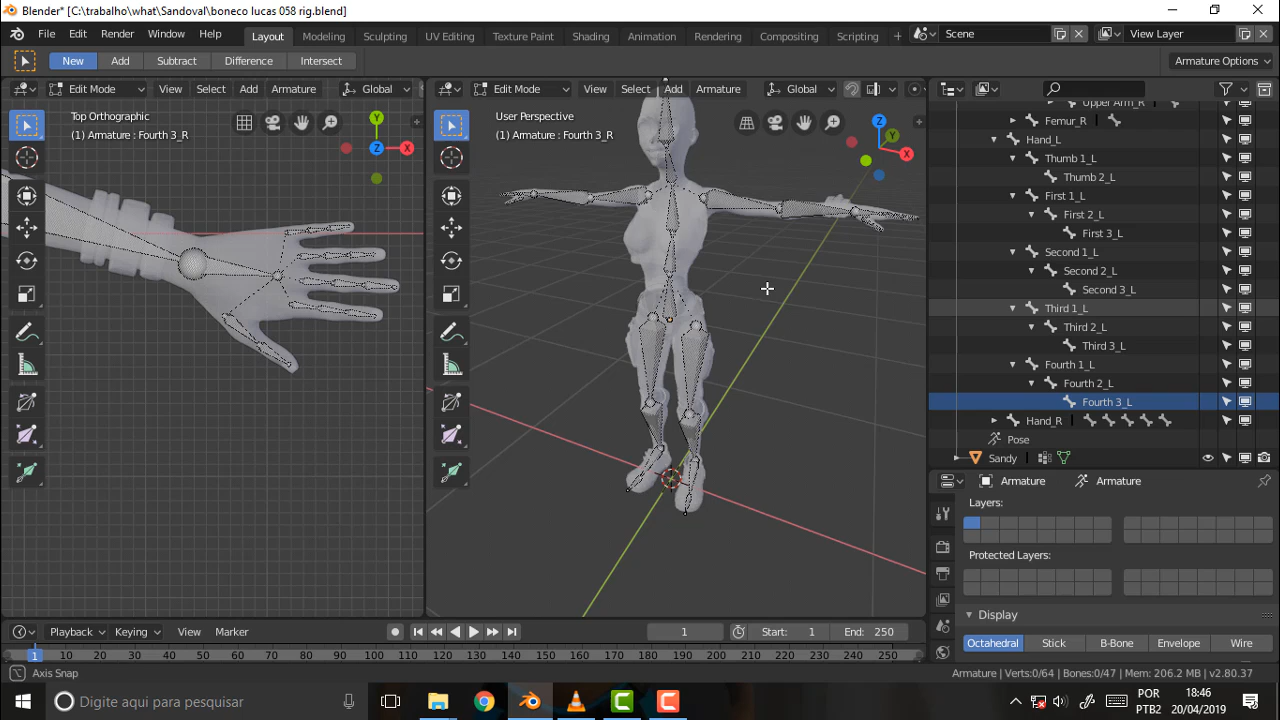 Blender* [C:\trabalho\what\Sandoval\boneco lucas 058 rig.blend]
File Edit Render Window Help Layout Modeling Sculpting UV Editing Texture Paint Shading Animation Rendering Compositing Scripting + Scene View Layer
New Add Subtract Difference Intersect Armature Options
Edit Mode View Select Add Armature Global
Edit Mode View Select Add Armature Global
Top Orthographic
(1) Armature : Fourth 3_R
Y
Z
X
User Perspective
(1) Armature : Fourth 3_R
Z
Y
X
Upper Arm_R
Femur_R
Hand_L
Thumb 1_L
Thumb 2_L
First 1_L
First 2_L
First 3_L
Second 1_L
Second 2_L
Second 3_L
Third 1_L
Third 2_L
Third 3_L
Fourth 1_L
Fourth 2_L
Fourth 3_L
Hand_R
Pose
Sandy
Armature Armature
Layers:
Protected Layers:
Display
Octahedral Stick B-Bone Envelope Wire
Playback Keying View Marker 1 Start: 1 End: 250
1 10 20 30 40 50 60 70 80 90 100 110 120 130 140 150 160 170 180 190 200 210 220 230 240 250
Axis Snap Armature | Verts:0/64 | Bones:0/47 | Mem: 206.2 MB | v2.80.37
Digite aqui para pesquisar
POR
PTB2
18:46
20/04/2019